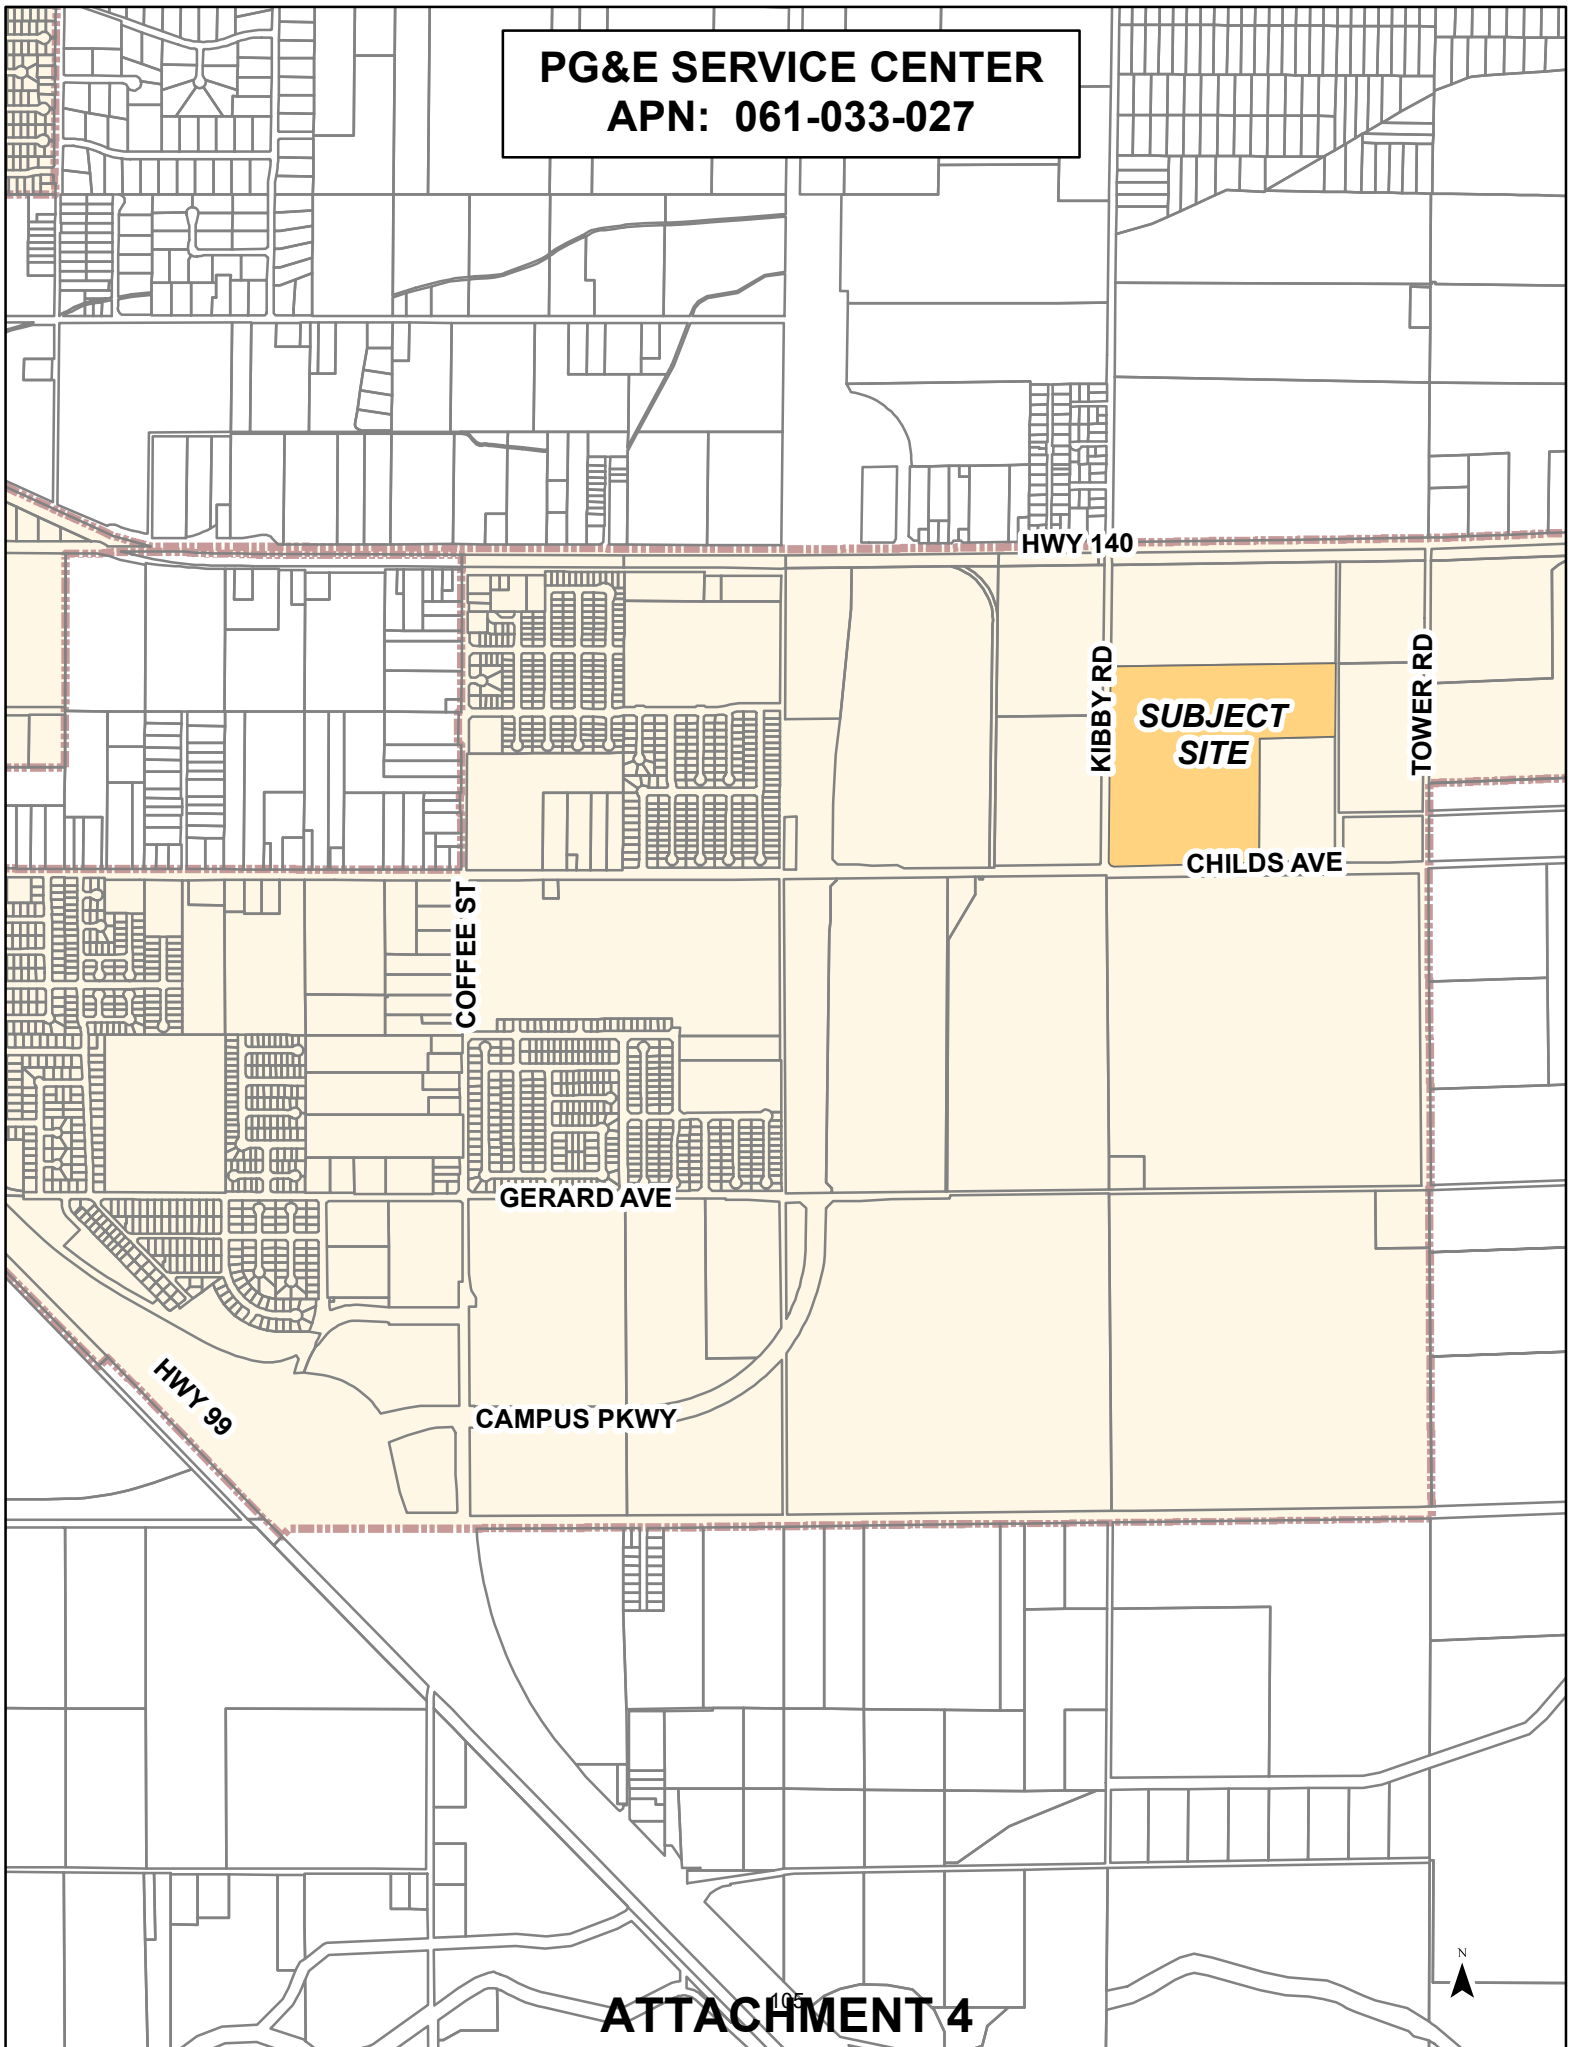 PG&E SERVICE CENTER
APN: 061-033-027
HWY 140
KIBBY RD
SUBJECT
SITE
TOWER RD
CHILDS AVE
COFFEE ST
GERARD AVE
HWY 99
CAMPUS PKWY
N
105
ATTACHMENT 4